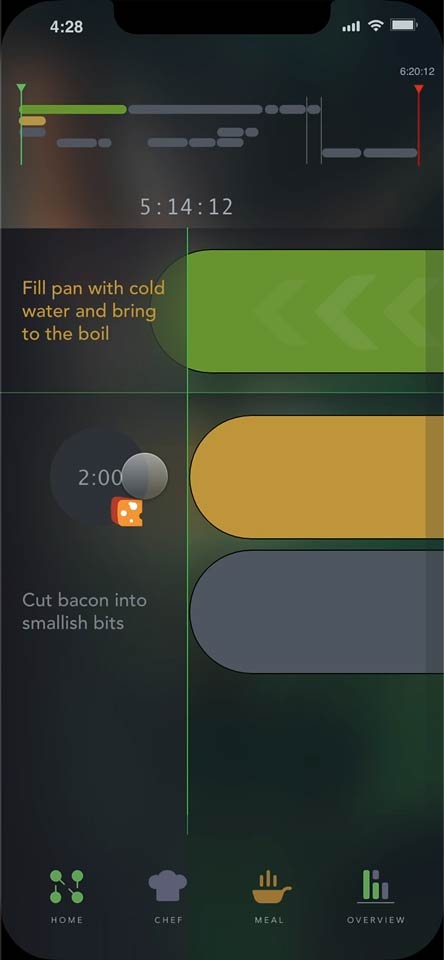 4:28
6:20:12
5:14:12
Fill pan with cold
water and bring
to the boil
2:00
Cut bacon into
smallish bits
HOME CHEF MEAL OVERVIEW